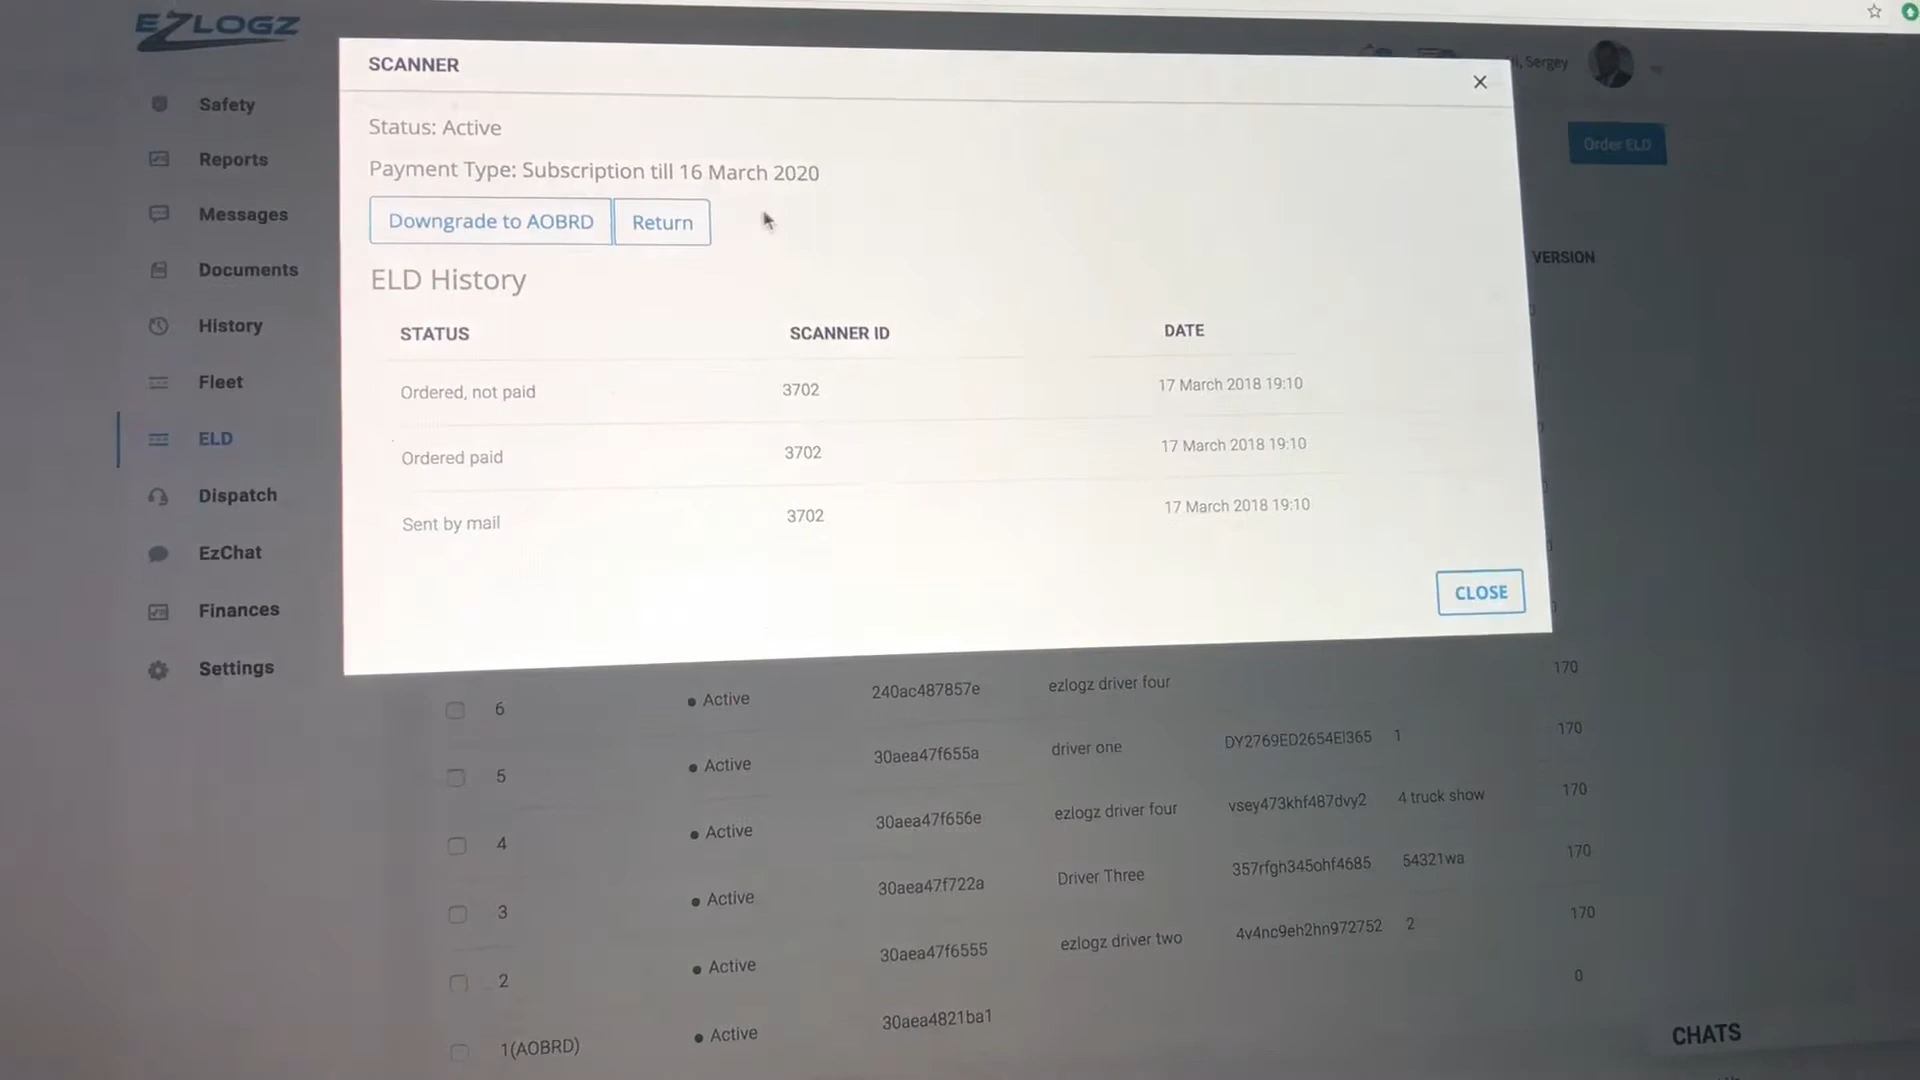 EZLOGZ
SCANNER
Hi, Sergey
Safety
Status: Active
Order ELD
Reports
Payment Type: Subscription till 16 March 2020
Messages
Downgrade to AOBRD Return
Documents
ELD History
VERSION
History
STATUS SCANNER ID DATE
Fleet
Ordered, not paid 3702 17 March 2018 19:10
ELD
Ordered paid 3702 17 March 2018 19:10
Dispatch
Sent by mail 3702 17 March 2018 19:10
EzChat
CLOSE
Finances
Settings
6 Active 240ac487857e ezlogz driver four 170
5 Active 30aea47f655a driver one DY2769ED2654EI365 1 170
4 Active 30aea47f656e ezlogz driver four vsey473khf487dvy2 4 truck show 170
3 Active 30aea47f722a Driver Three 357rfgh345ohf4685 54321wa 170
2 Active 30aea47f6555 ezlogz driver two 4v4nc9eh2hn972752 2 170
1(AOBRD) Active 30aea4821ba1 0
CHATS